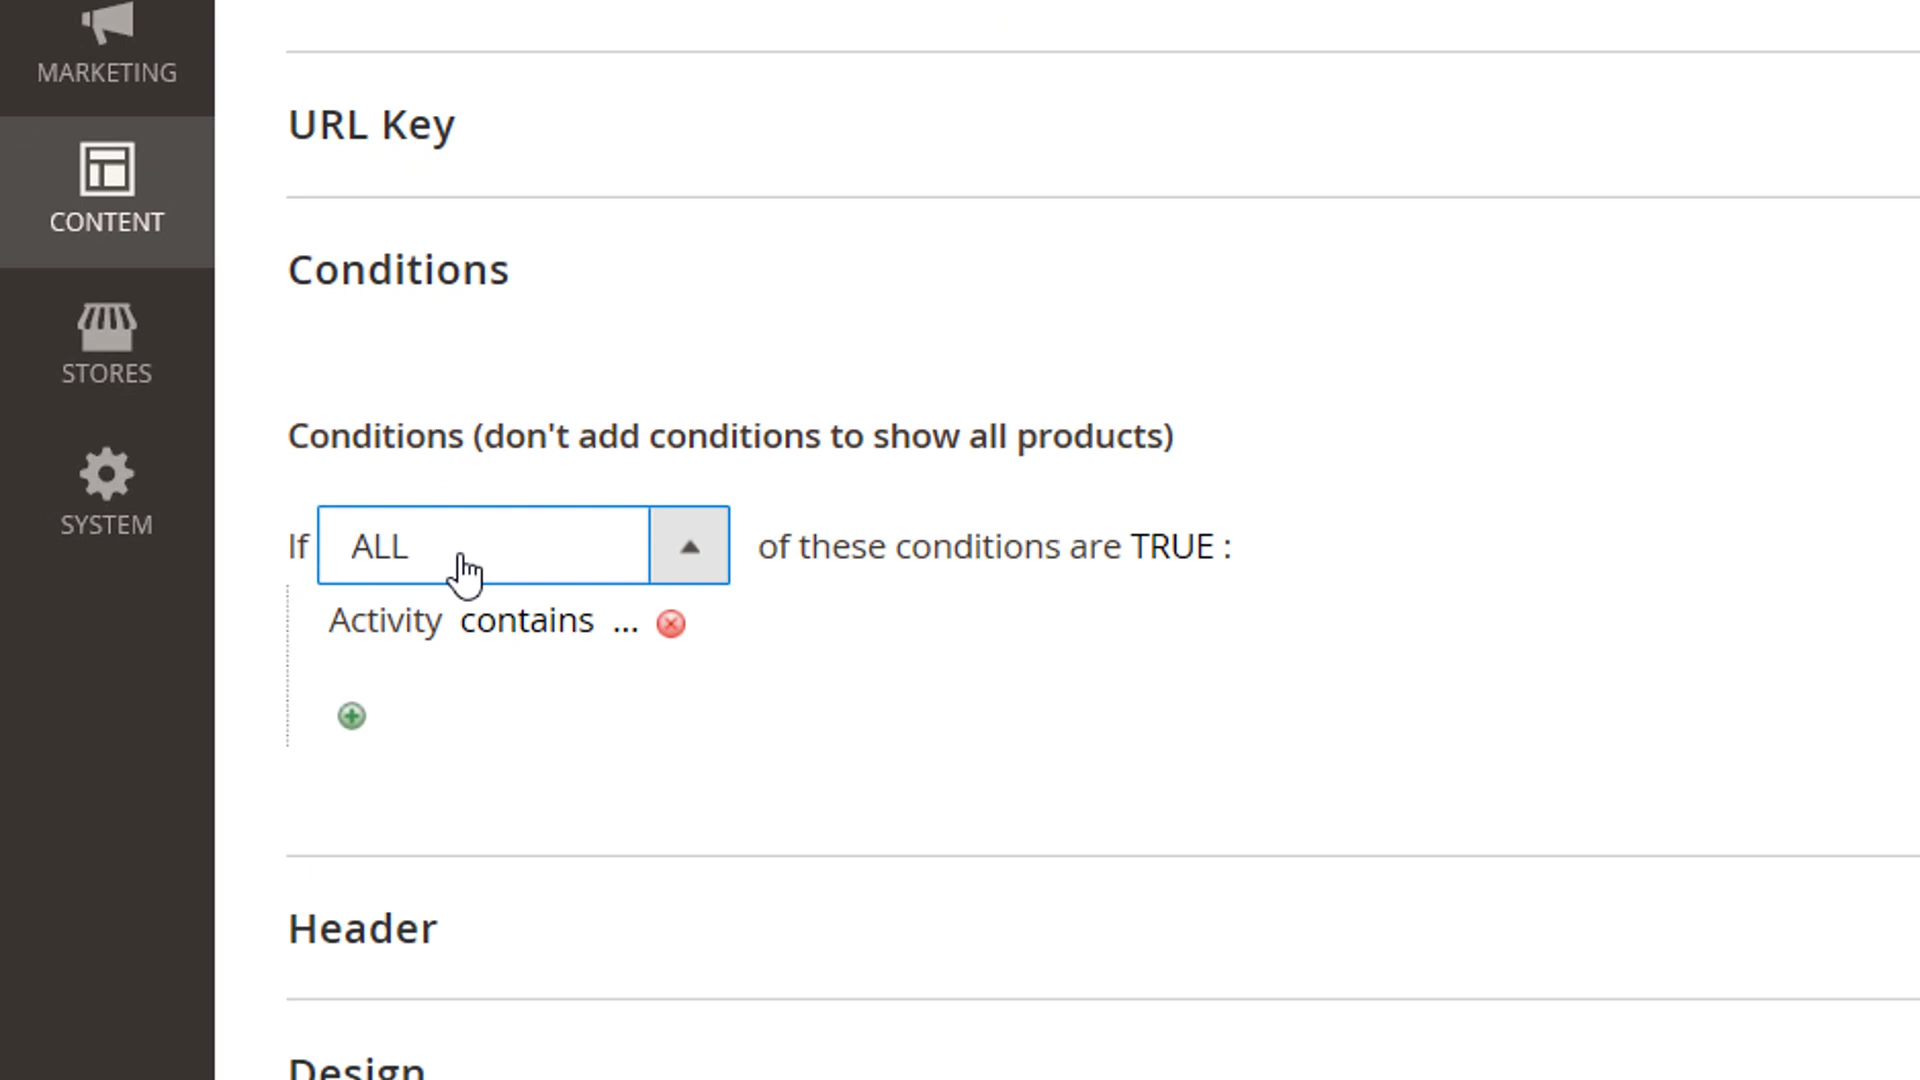 MARKETING
CONTENT
STORES
SYSTEM
URL Key
Conditions
Conditions (don't add conditions to show all products)
If ALL of these conditions are TRUE :
Activity contains ...
Header
Design